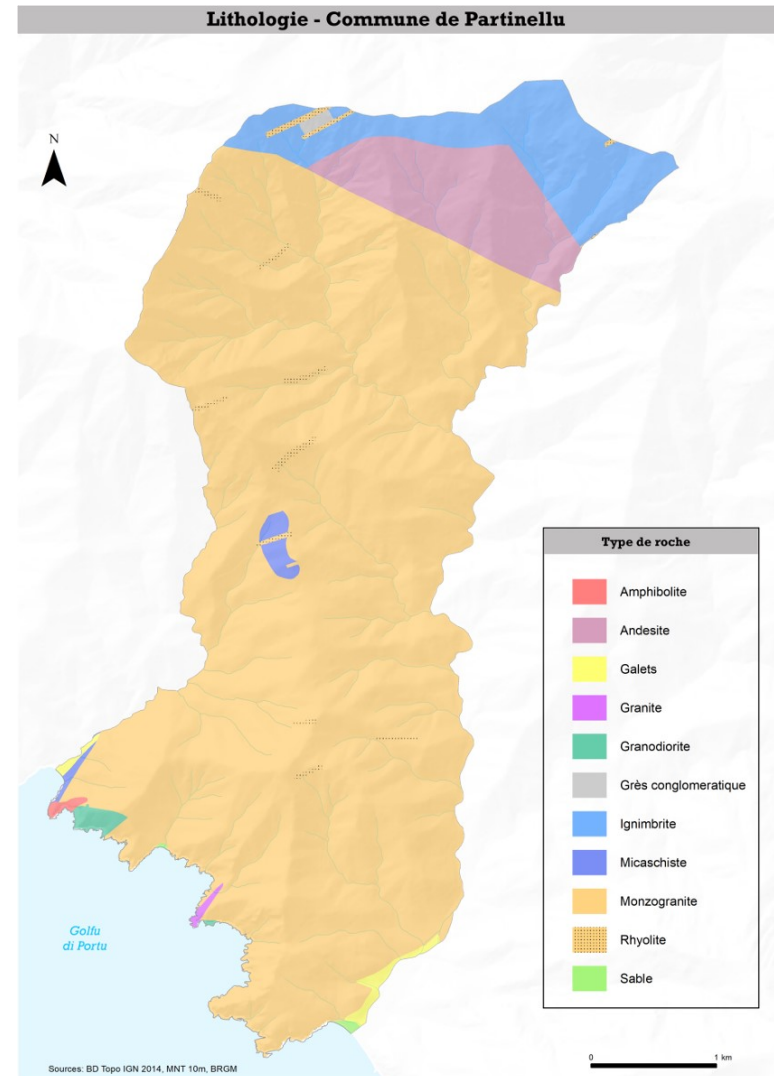 Lithologie - Commune de Partinellu
N
Type de roche
Amphibolite
Andesite
Galets
Granite
Granodiorite
Grès conglomeratique
Ignimbrite
Micaschiste
Monzogranite
Rhyolite
Sable
Golfu
di Portu
0 1 km
Sources: BD Topo IGN 2014, MNT 10m, BRGM